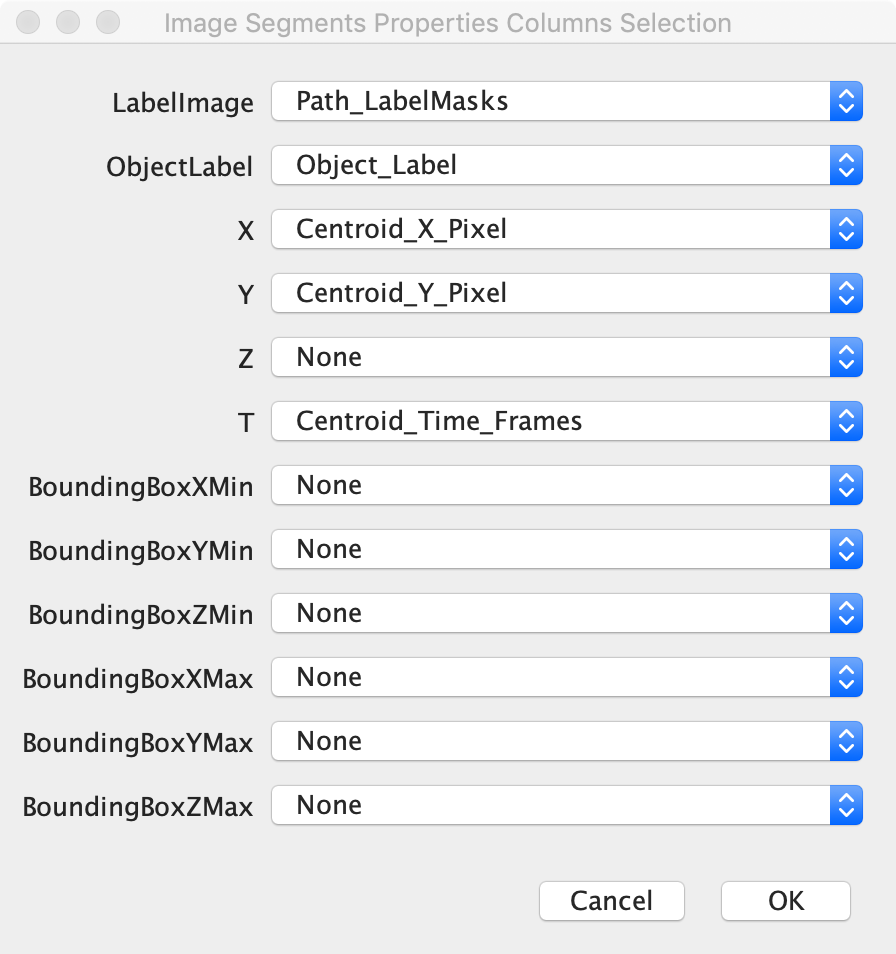 Image Segments Properties Columns Selection
LabelImage Path_LabelMasks
ObjectLabel Object_Label
X Centroid_X_Pixel
Y Centroid_Y_Pixel
Z None
T Centroid_Time_Frames
BoundingBoxXMin None
BoundingBoxYMin None
BoundingBoxZMin None
BoundingBoxXMax None
BoundingBoxYMax None
BoundingBoxZMax None
Cancel OK